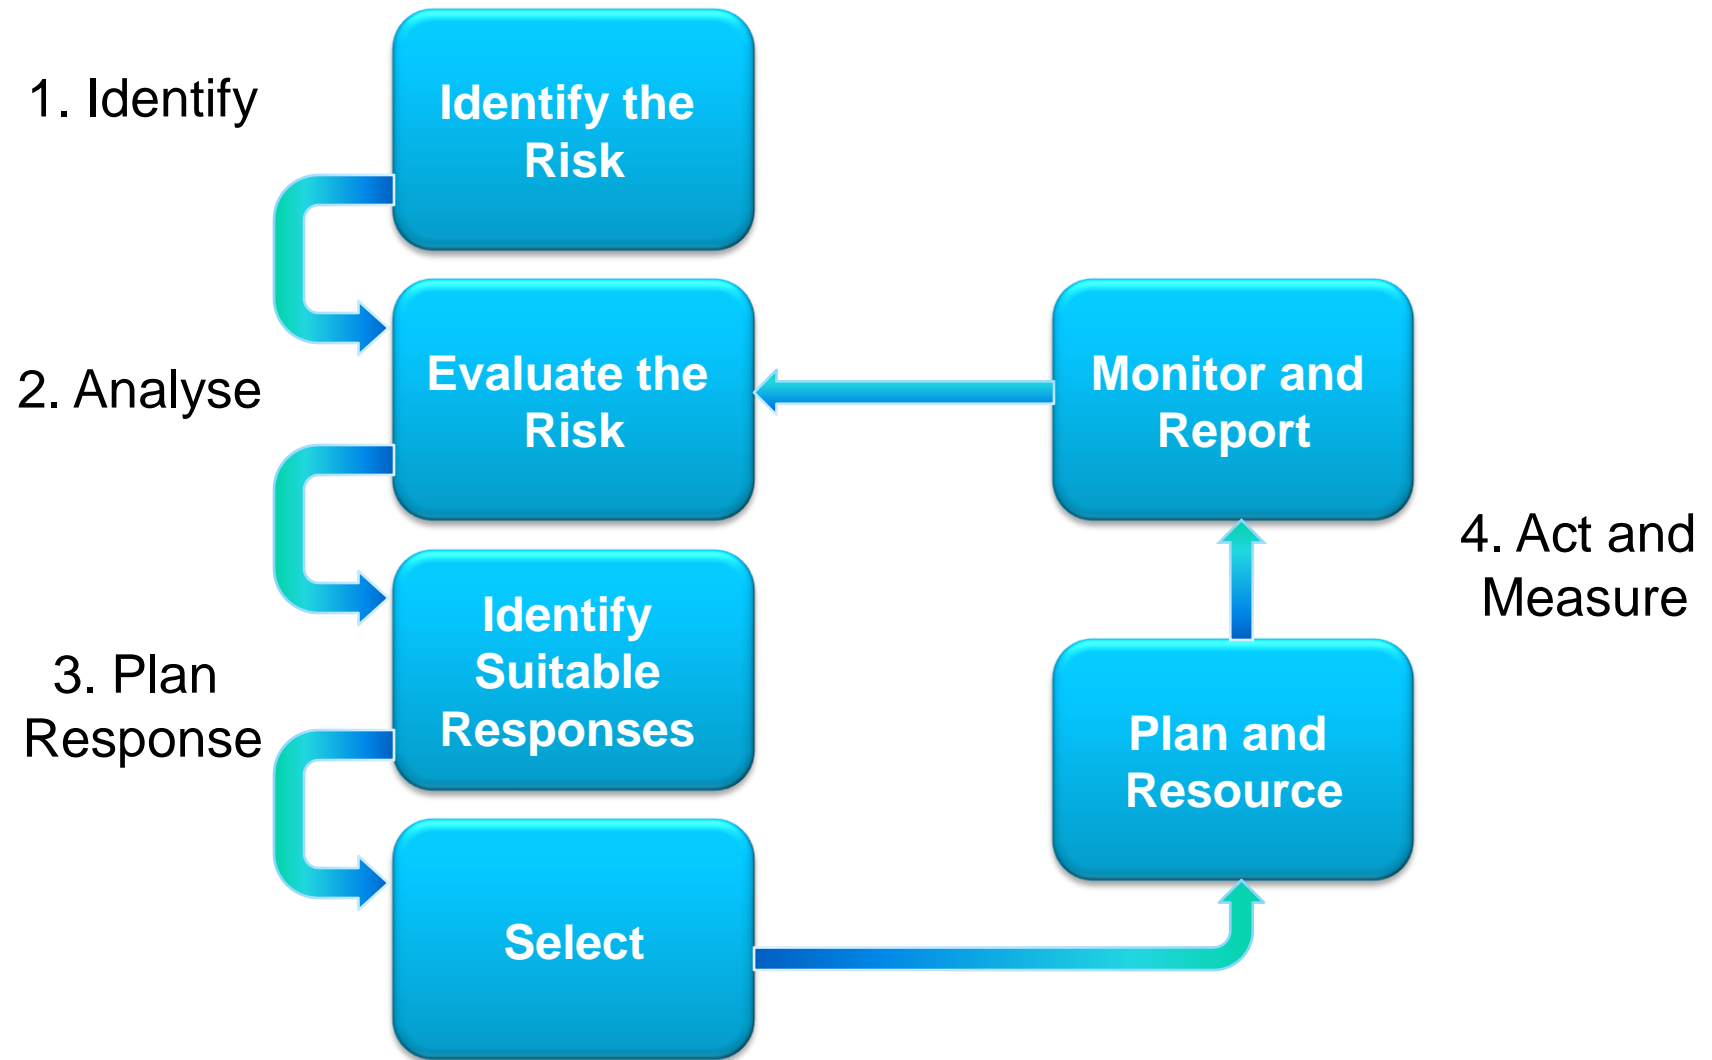 1. Identify
Identify the
Risk
2. Analyse
Evaluate the
Risk
Monitor and
Report
3. Plan
Response
Identify
Suitable
Responses
4. Act and
Measure
Plan and
Resource
Select